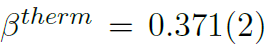 β^{therm} = 0.371(2)